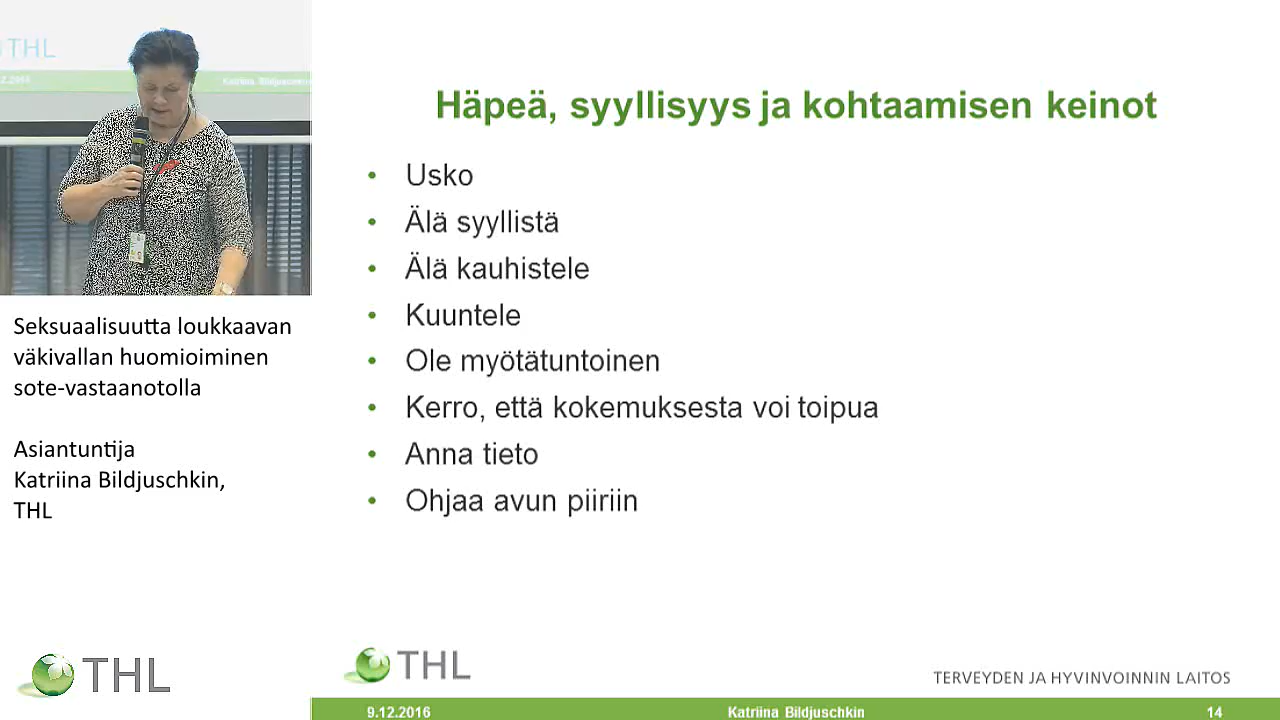 THL
Katriina Bildjuschkin
Seksuaalisuutta loukkaavan
väkivallan huomioiminen
sote-vastaanotolla
Asiantuntija
Katriina Bildjuschkin,
THL
THL
Häpeä, syyllisyys ja kohtaamisen keinot
• Usko
• Älä syyllistä
• Älä kauhistele
• Kuuntele
• Ole myötätuntoinen
• Kerro, että kokemuksesta voi toipua
• Anna tieto
• Ohjaa avun piiriin
THL
TERVEYDEN JA HYVINVOINNIN LAITOS
9.12.2016 Katriina Bildjuschkin 14